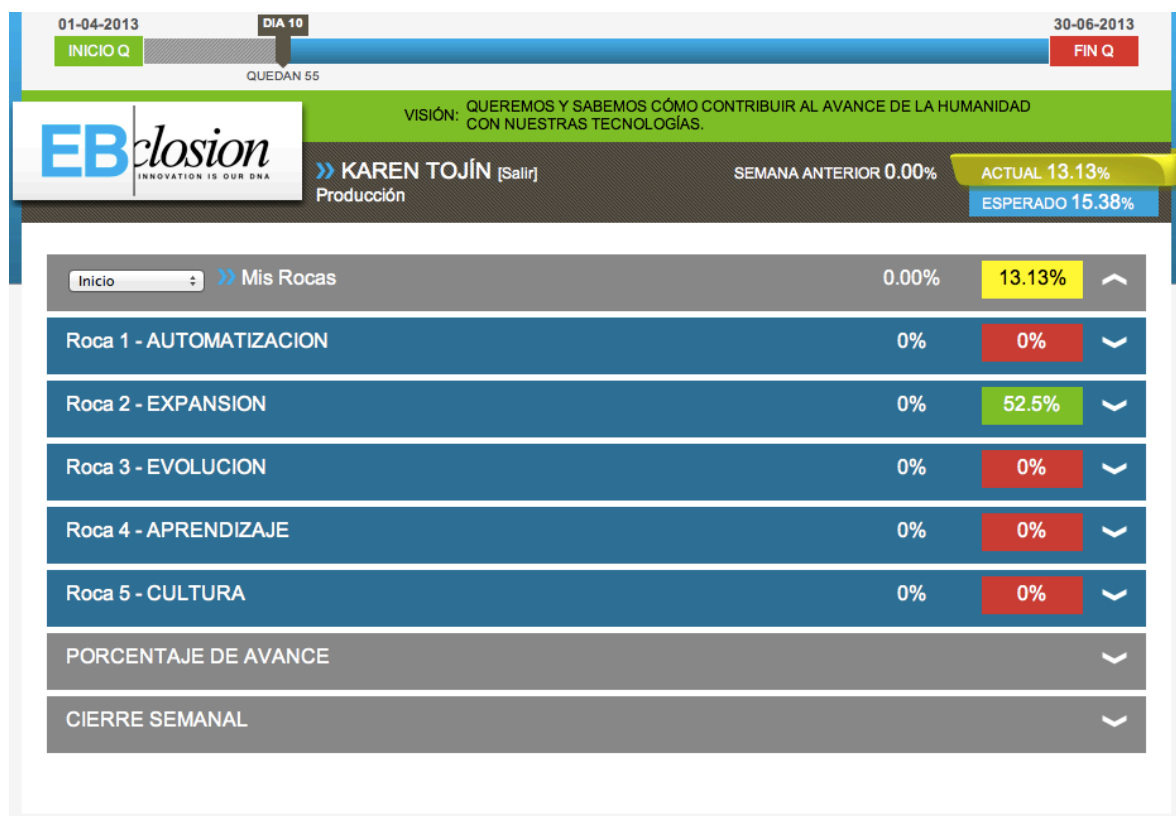 01-04-2013
DIA 10
30-06-2013
INICIO Q
FIN Q
QUEDAN 55
VISIÓN: QUEREMOS Y SABEMOS CÓMO CONTRIBUIR AL AVANCE DE LA HUMANIDAD
CON NUESTRAS TECNOLOGÍAS.
EBclosion
INNOVATION IS OUR DNA
KAREN TOJÍN [Salir]
Producción
SEMANA ANTERIOR 0.00%
ACTUAL 13.13%
ESPERADO 15.38%
Inicio Mis Rocas 0.00% 13.13%
Roca 1 - AUTOMATIZACION 0% 0%
Roca 2 - EXPANSION 0% 52.5%
Roca 3 - EVOLUCION 0% 0%
Roca 4 - APRENDIZAJE 0% 0%
Roca 5 - CULTURA 0% 0%
PORCENTAJE DE AVANCE
CIERRE SEMANAL